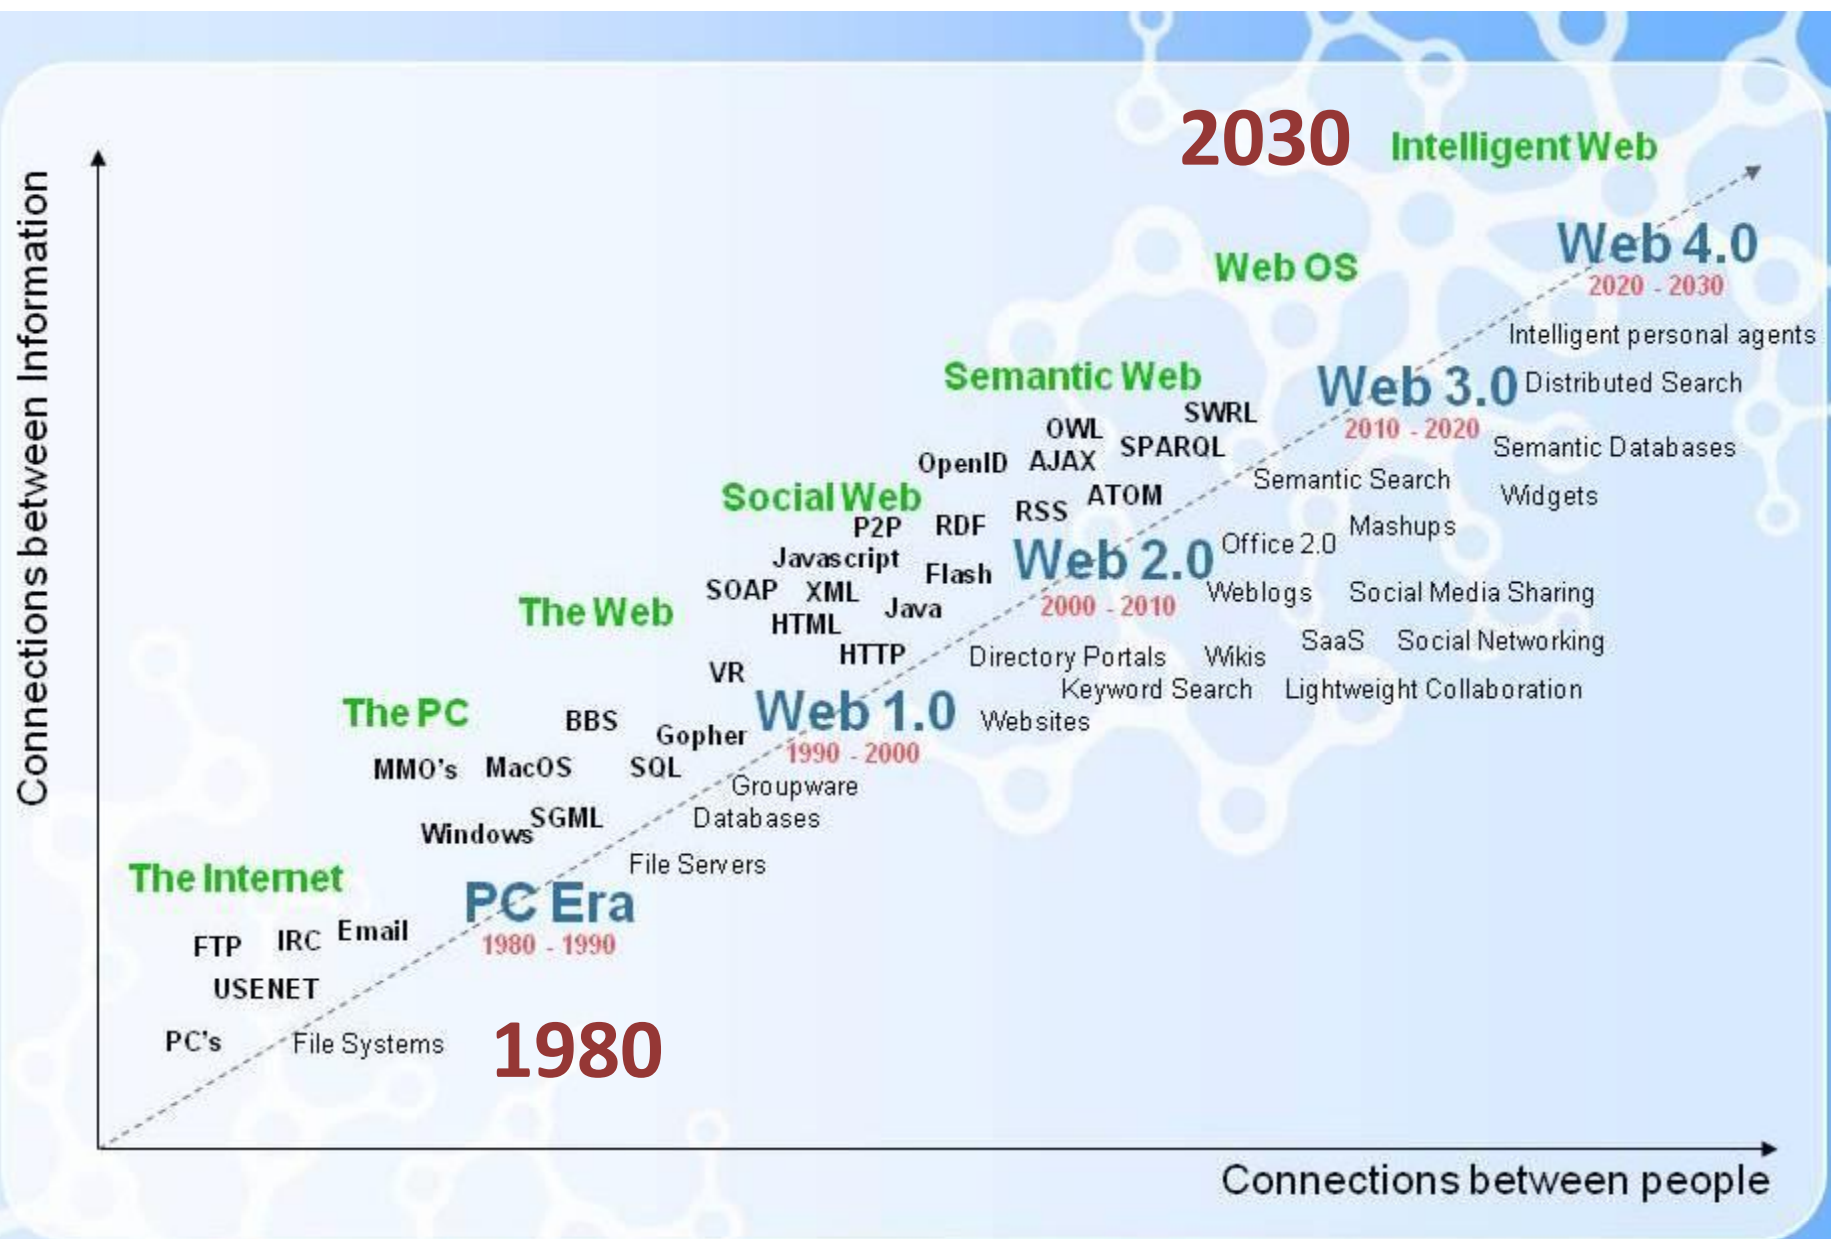 2030
Intelligent Web
Connections between Information
Web 4.0
2020 - 2030
Web OS
Intelligent personal agents
Semantic Web
Web 3.0
Distributed Search
2010 - 2020
SWRL
OWL
SPARQL
Semantic Databases
OpenID
AJAX
Semantic Search
Widgets
Social Web
ATOM
RSS
P2P
RDF
Mashups
Office 2.0
Web 2.0
Javascript
Flash
2000 - 2010
Weblogs
Social Media Sharing
SOAP
XML
Java
The Web
HTML
SaaS
Social Networking
HTTP
Directory Portals
Wikis
VR
Keyword Search
Lightweight Collaboration
The PC
BBS
Gopher
Web 1.0
Websites
1990 - 2000
MMO's
MacOS
SQL
Groupware
Windows
SGML
Databases
File Servers
The Internet
PC Era
1980 - 1990
FTP
IRC
Email
USENET
PC's
File Systems
1980
Connections between people